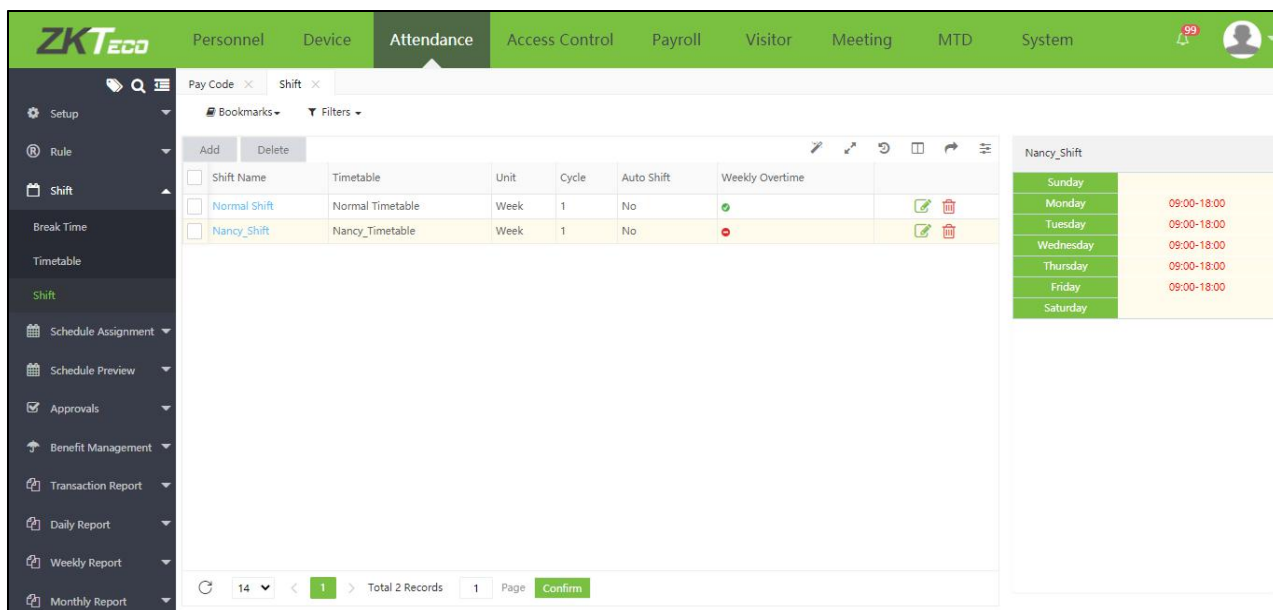 ZKTeco
Personnel Device Attendance Access Control Payroll Visitor Meeting MTD System 99
Pay Code Shift
Bookmarks Filters
Setup
Rule
Shift
Break Time
Timetable
Shift
Schedule Assignment
Schedule Preview
Approvals
Benefit Management
Transaction Report
Daily Report
Weekly Report
Monthly Report
Add Delete
Shift Name Timetable Unit Cycle Auto Shift Weekly Overtime
Normal Shift Normal Timetable Week 1 No
Nancy_Shift Nancy_Timetable Week 1 No
14 < 1 > Total 2 Records 1 Page Confirm
Nancy_Shift
Sunday
Monday 09:00-18:00
Tuesday 09:00-18:00
Wednesday 09:00-18:00
Thursday 09:00-18:00
Friday 09:00-18:00
Saturday